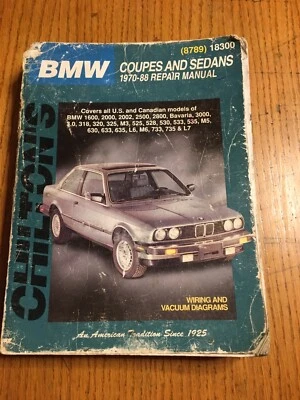 (8789) 18300
BMW COUPES AND SEDANS
1970-88 REPAIR MANUAL
Covers all U.S. and Canadian models of
BMW 1600, 2000, 2002, 2500, 2800, Bavaria, 3000,
3.0, 318, 320, 325, M3, 525, 528, 530, 533, 535, M5,
630, 633, 635, L6, M6, 733, 735 & L7
CHILTON'S
WIRING AND
VACUUM DIAGRAMS
An American Tradition Since 1925